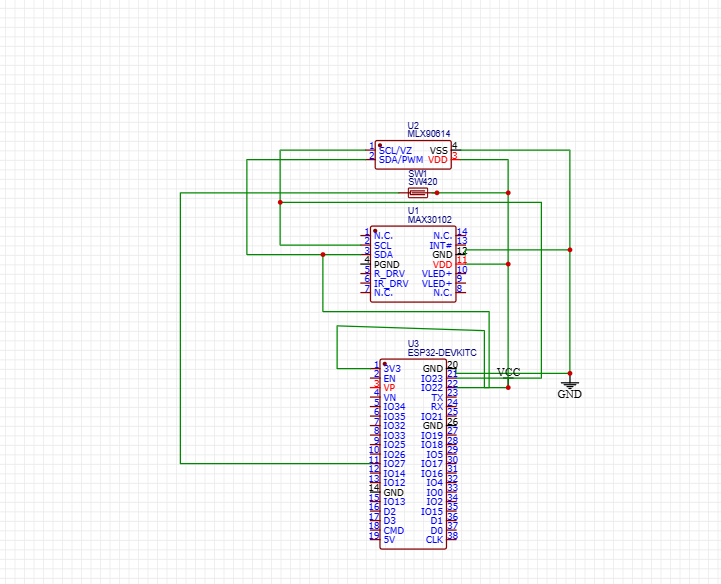 U2
MLX90614
1 SCL/VZ VSS 4
2 SDA/PWM VDD 3
SW1
SW420
U1
MAX30102
1 N.C. N.C. 14
2 SCL INT# 13
3 SDA GND 12
4 PGND VDD 11
5 R_DRV VLED+ 10
6 IR_DRV VLED+ 9
7 N.C. N.C. 8
U3
ESP32-DEVKITC
1 3V3 GND 20
2 EN IO23 21
3 VP IO22 22
4 VN TX 23
5 IO34 RX 24
6 IO35 IO21 25
7 IO32 GND 26
8 IO33 IO19 27
9 IO25 IO18 28
10 IO26 IO5 29
11 IO27 IO17 30
12 IO14 IO16 31
13 IO12 IO4 32
14 GND IO0 33
15 IO13 IO2 34
16 D2 IO15 35
17 D3 D1 36
18 CMD D0 37
19 5V CLK 38
VCC
GND